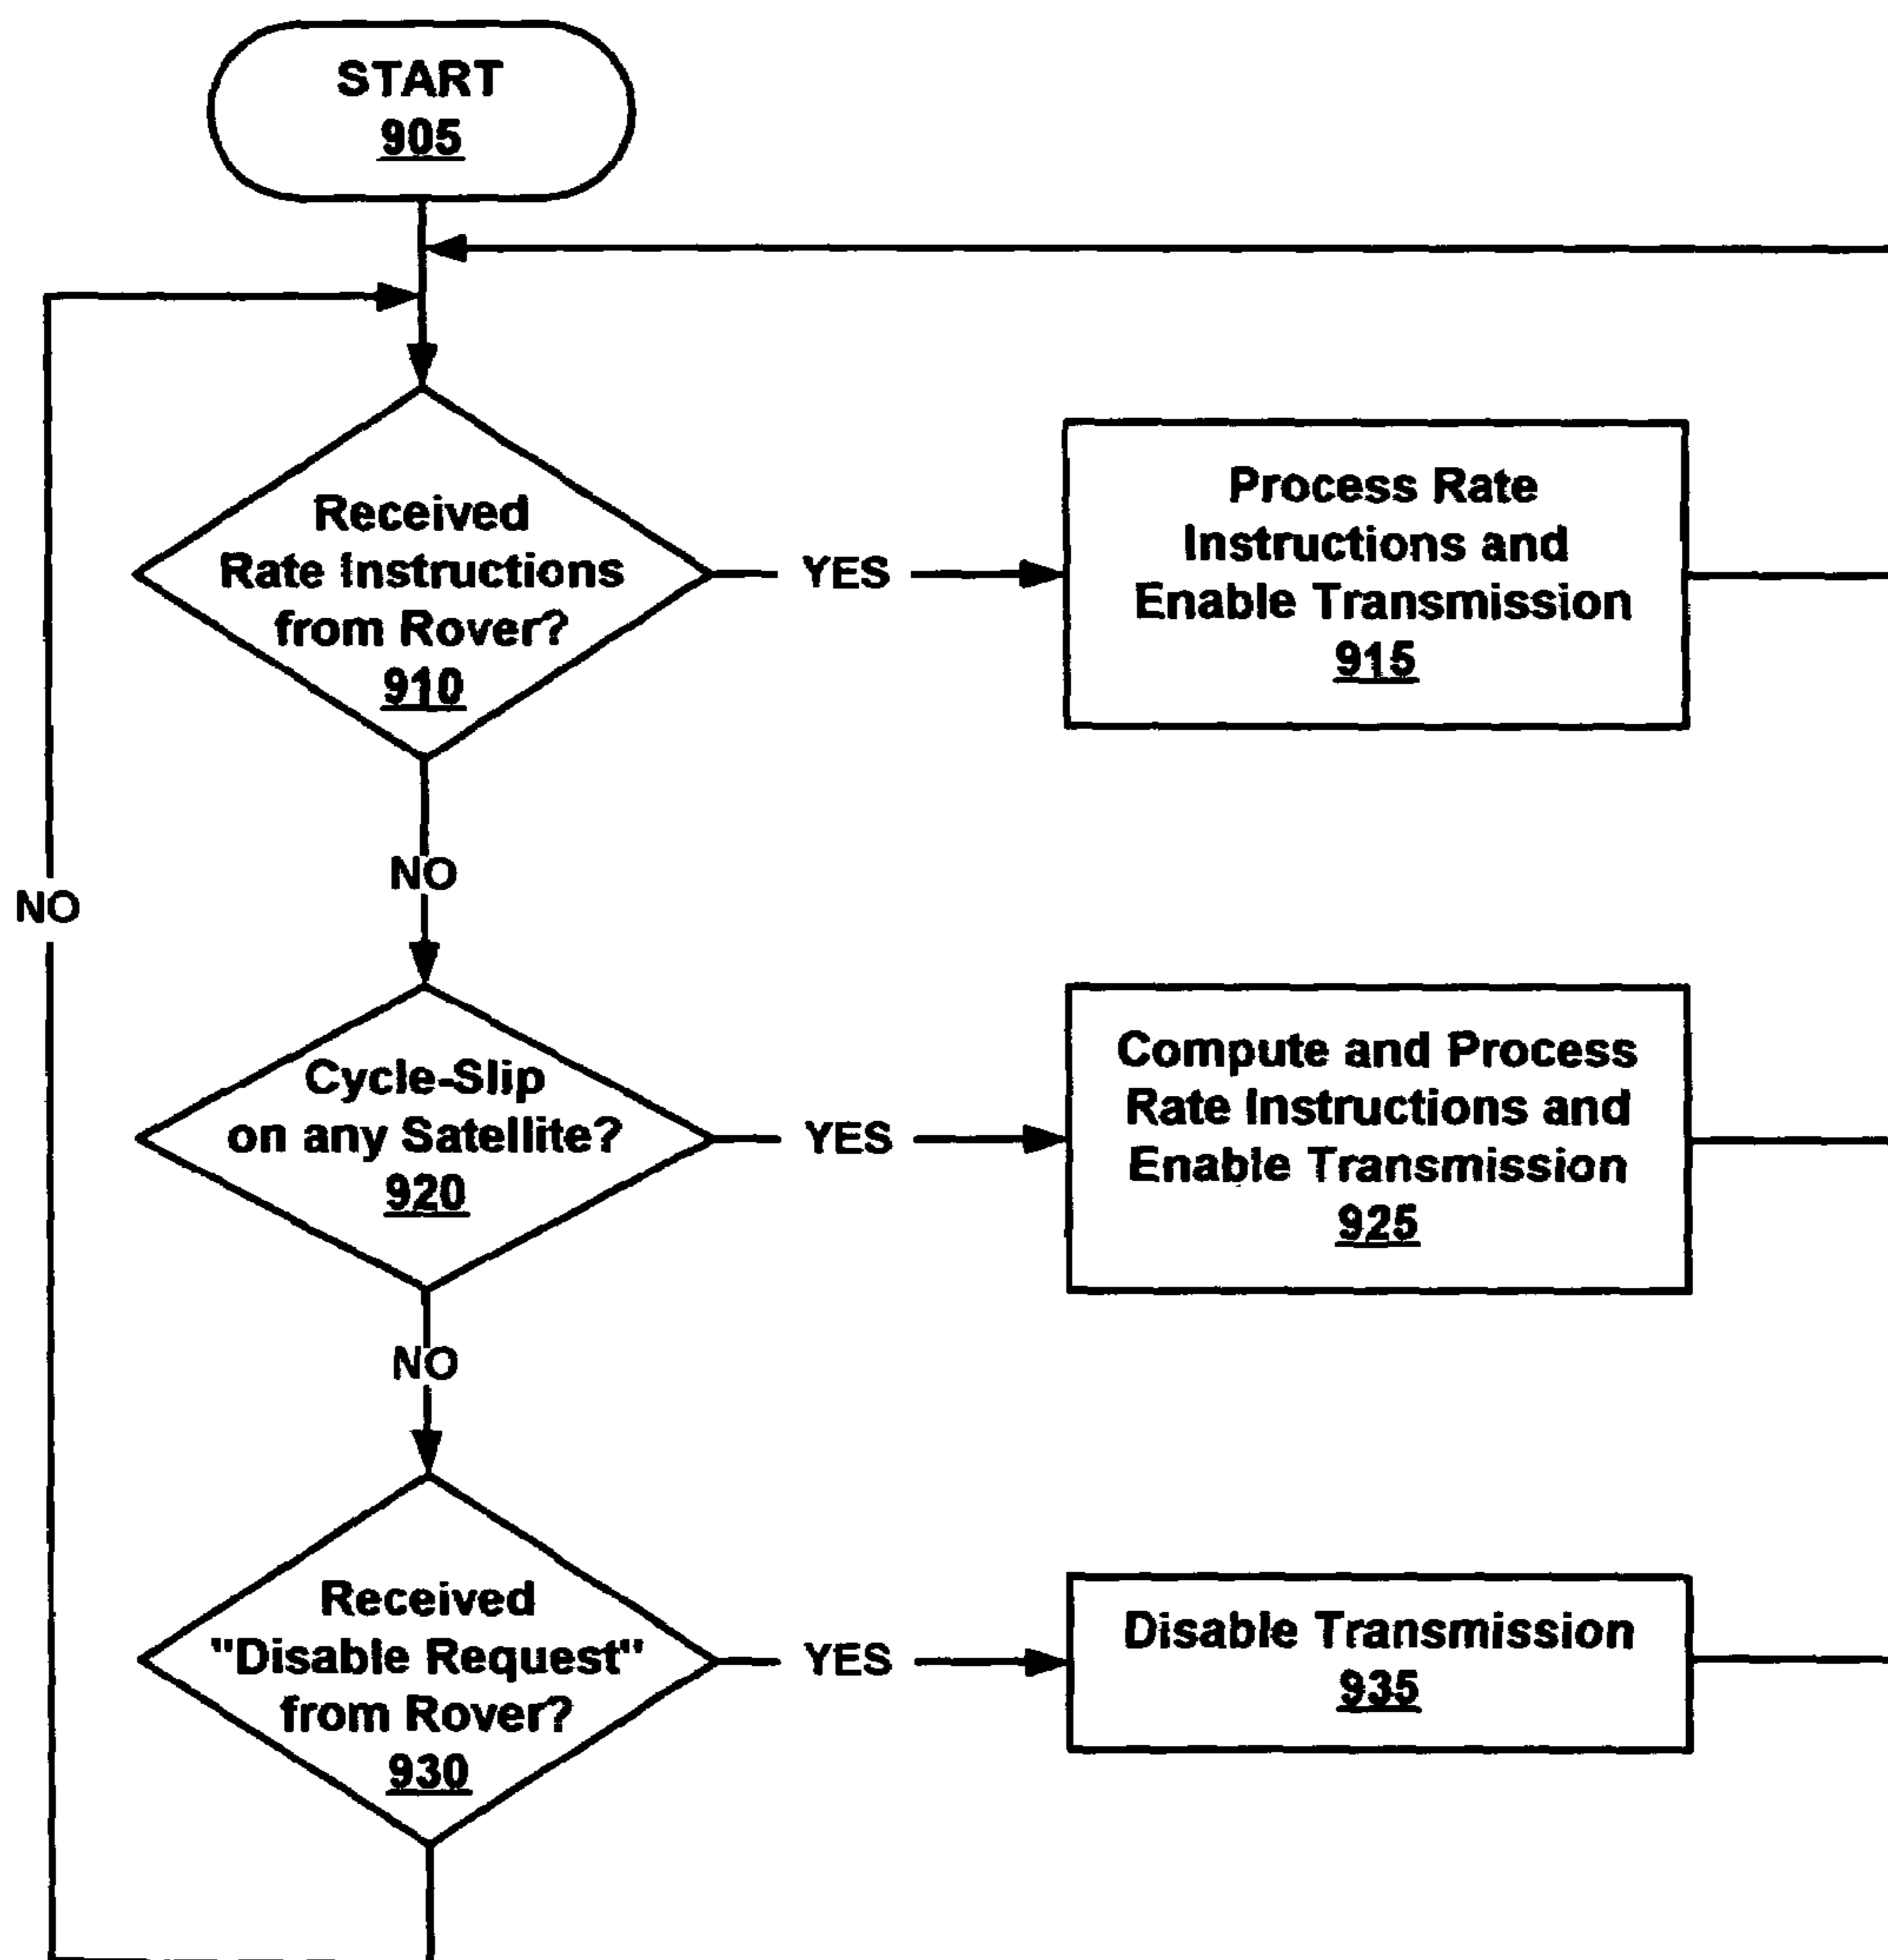 START
905
Received
Rate Instructions
from Rover?
910
YES
Process Rate
Instructions and
Enable Transmission
915
NO
NO
Cycle-Slip
on any Satellite?
920
YES
Compute and Process
Rate Instructions and
Enable Transmission
925
NO
Received
"Disable Request"
from Rover?
930
YES
Disable Transmission
935